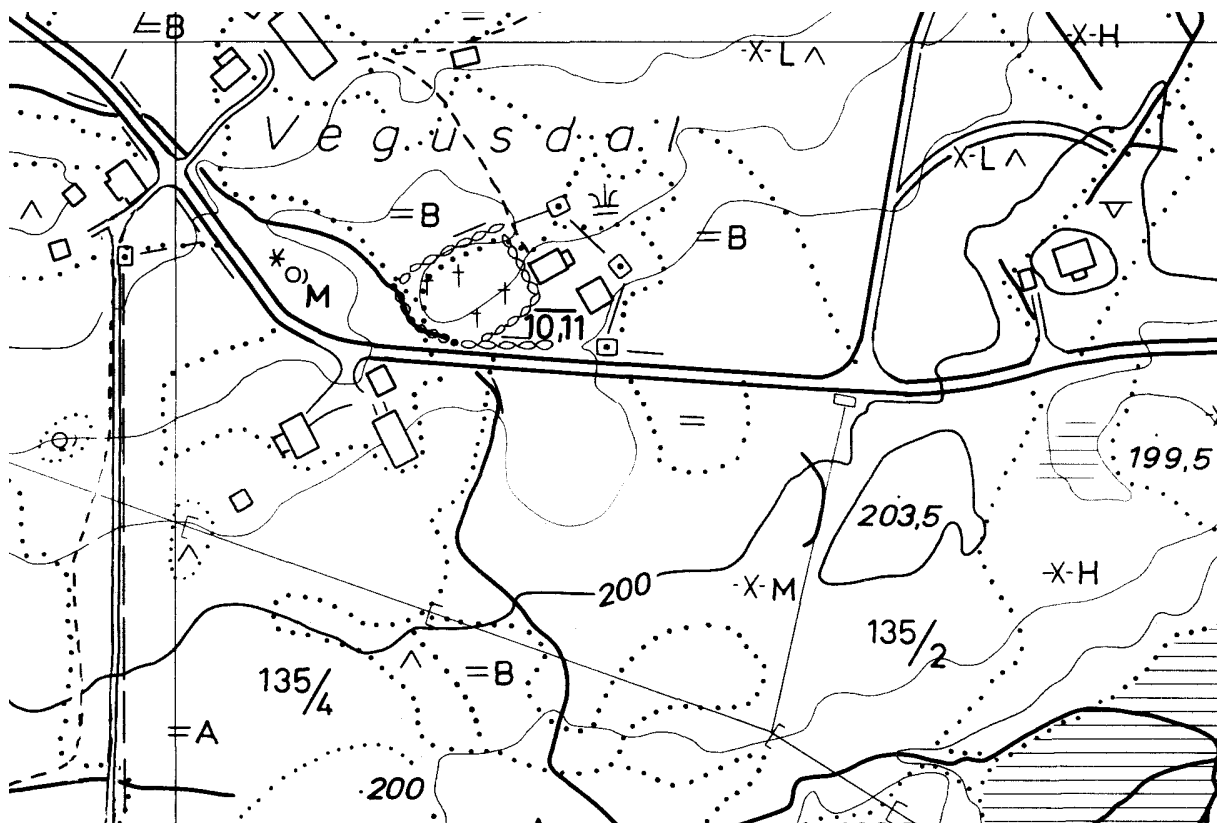 =B
-X-L
-X-H
Vegusdal
-X-L
=B
=B
M
10,11
=
199,5
203,5
200
-X-M
-X-H
135/2
135/4
=B
=A
200